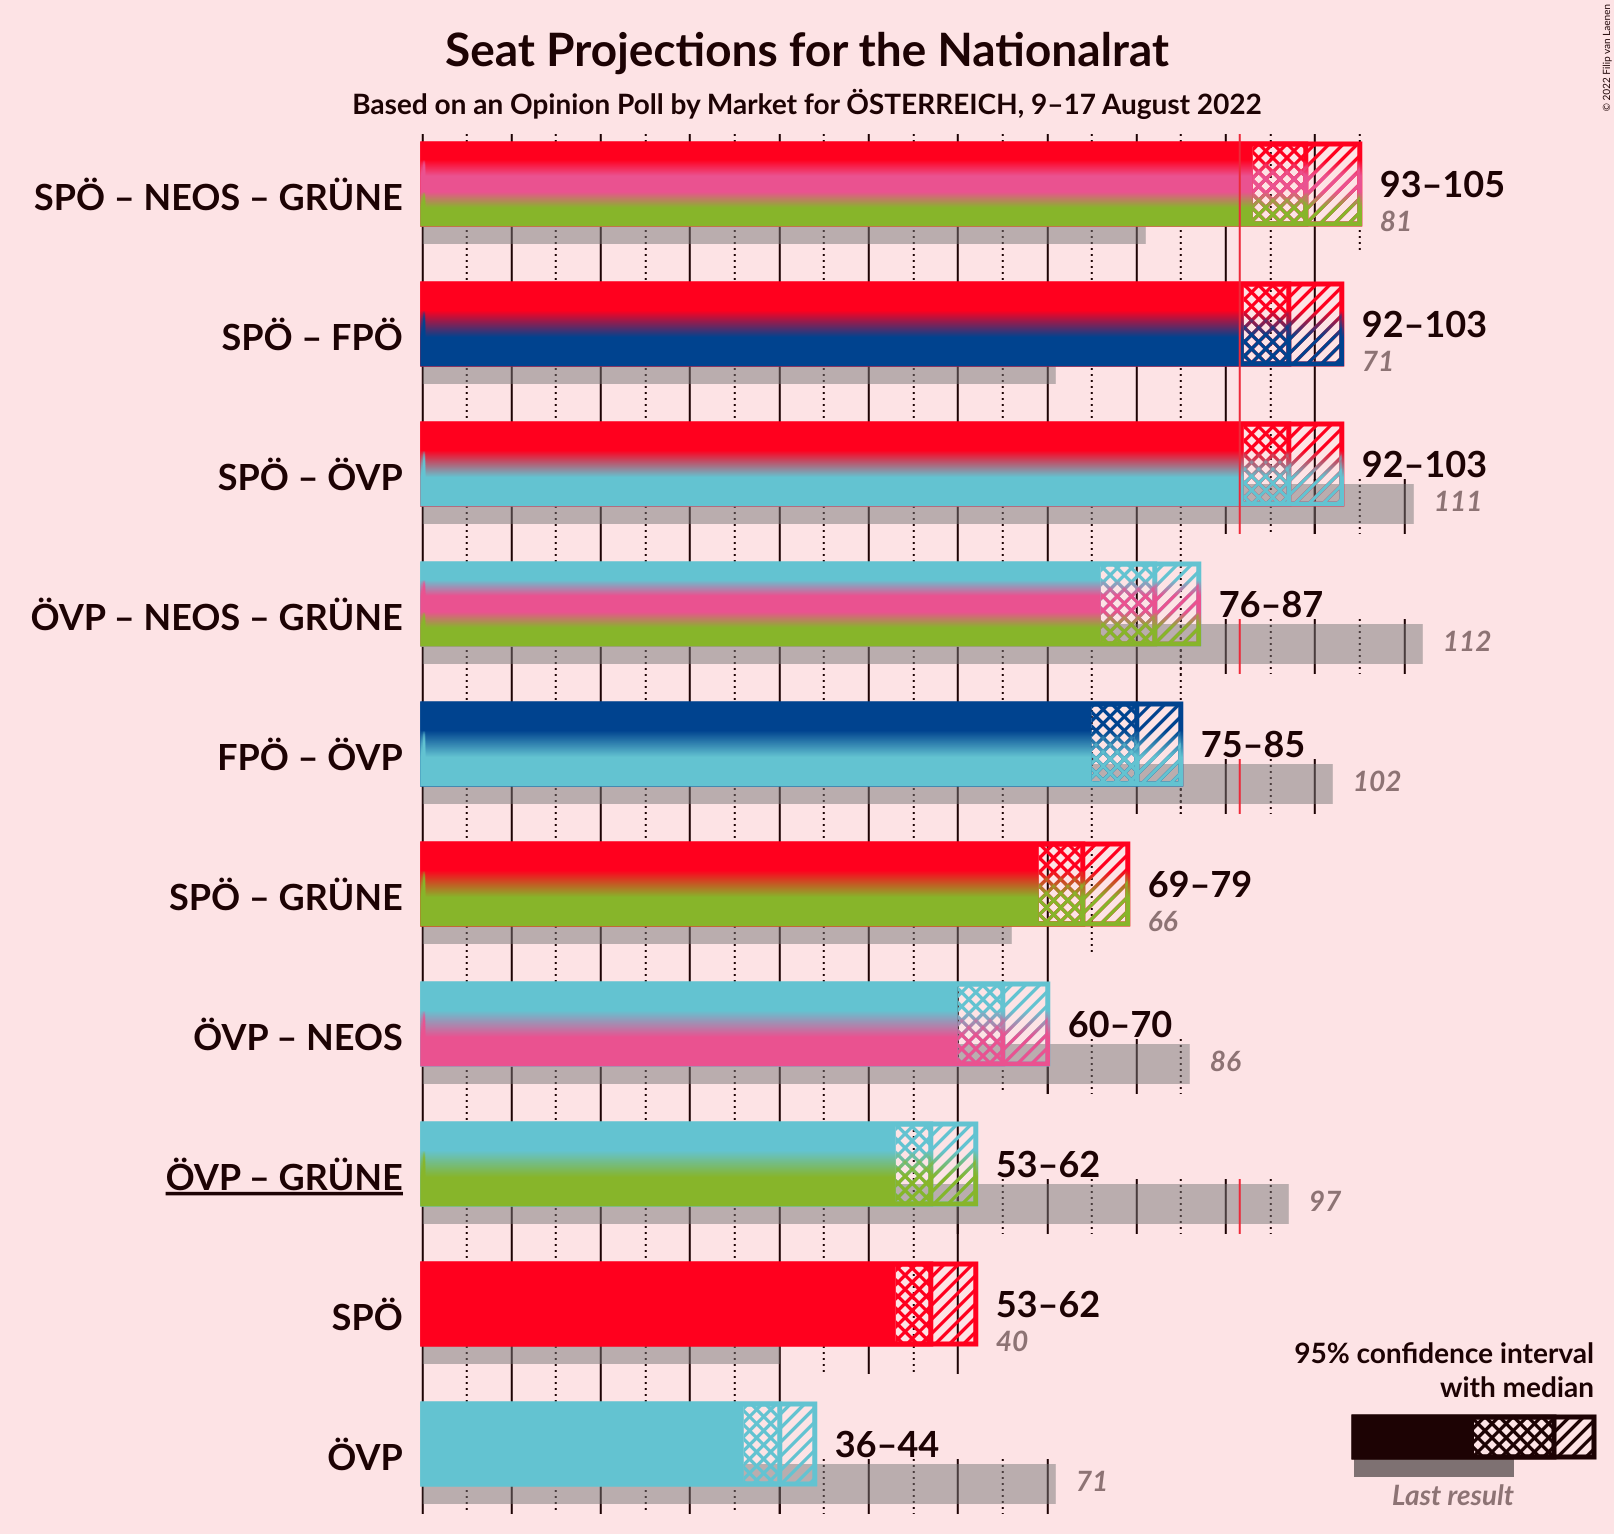 Seat Projections for the Nationalrat
Based on an Opinion Poll by Market for ÖSTERREICH, 9–17 August 2022
© 2022 Filip van Laenen
SPÖ – NEOS – GRÜNE
93–105
81
SPÖ – FPÖ
92–103
71
SPÖ – ÖVP
92–103
111
ÖVP – NEOS – GRÜNE
76–87
112
FPÖ – ÖVP
75–85
102
SPÖ – GRÜNE
69–79
66
ÖVP – NEOS
60–70
86
ÖVP – GRÜNE
53–62
97
SPÖ
53–62
40
ÖVP
36–44
71
95% confidence interval
with median
Last result